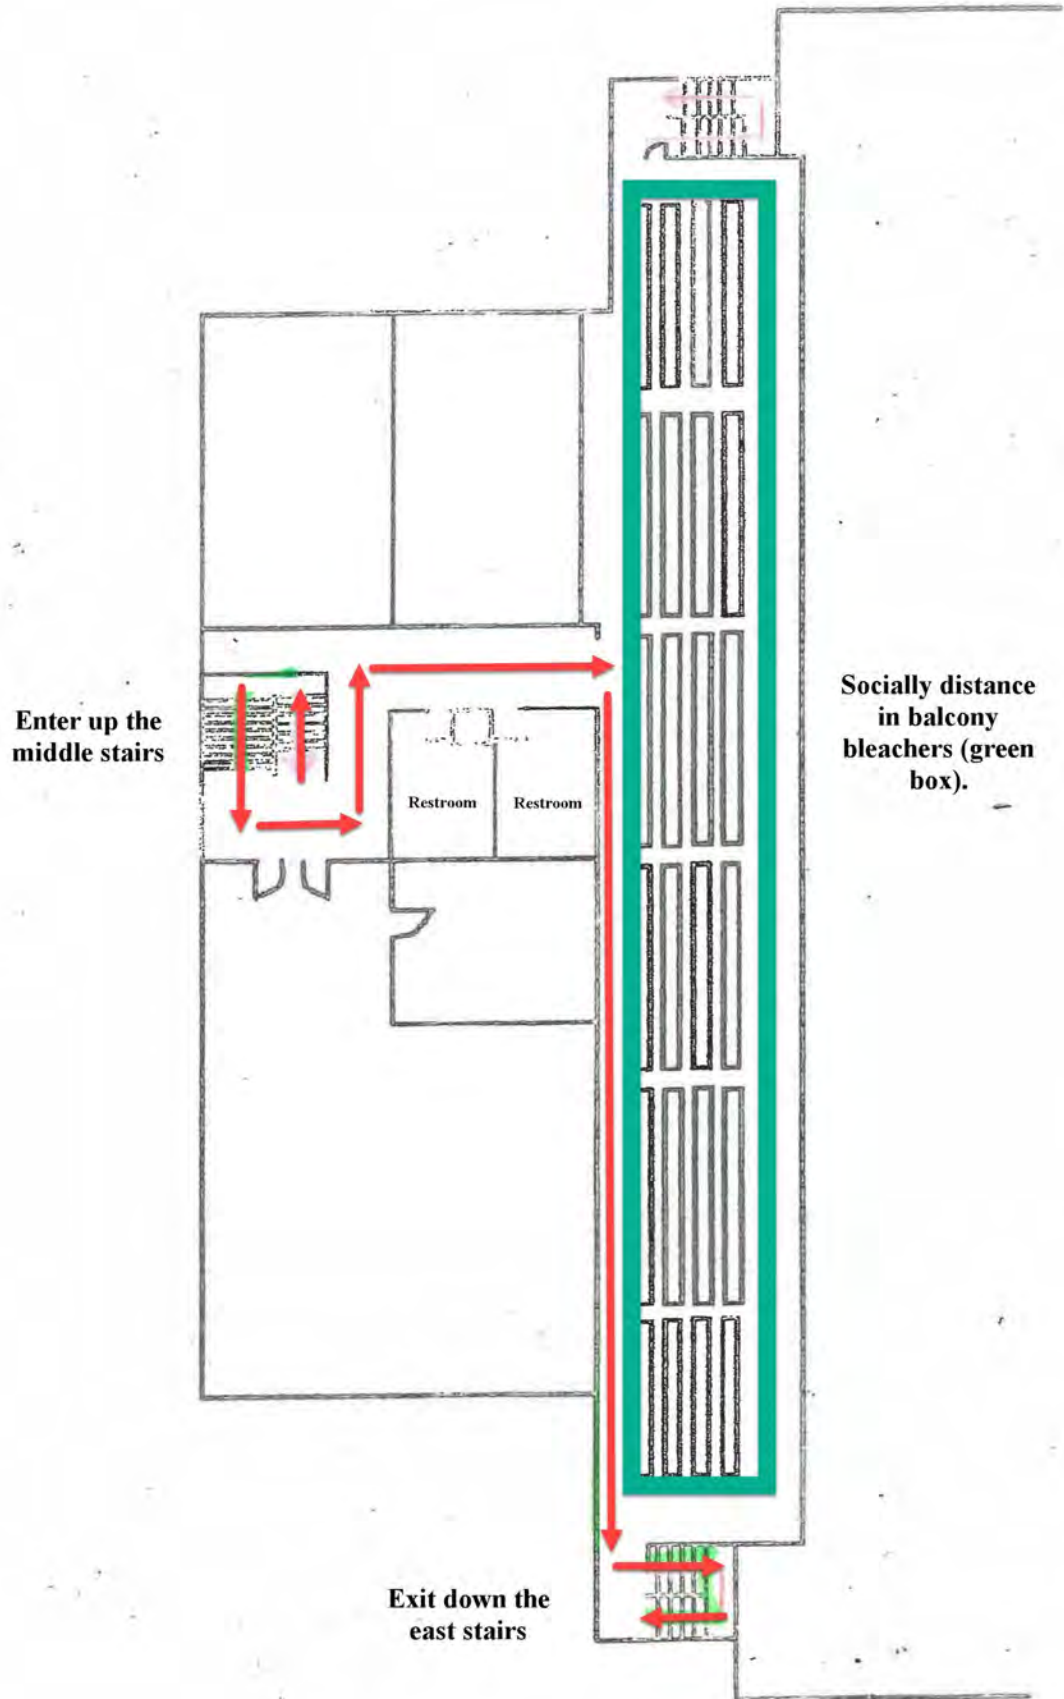 Enter up the
middle stairs
Restroom
Restroom
Socially distance
in balcony
bleachers (green
box).
Exit down the
east stairs